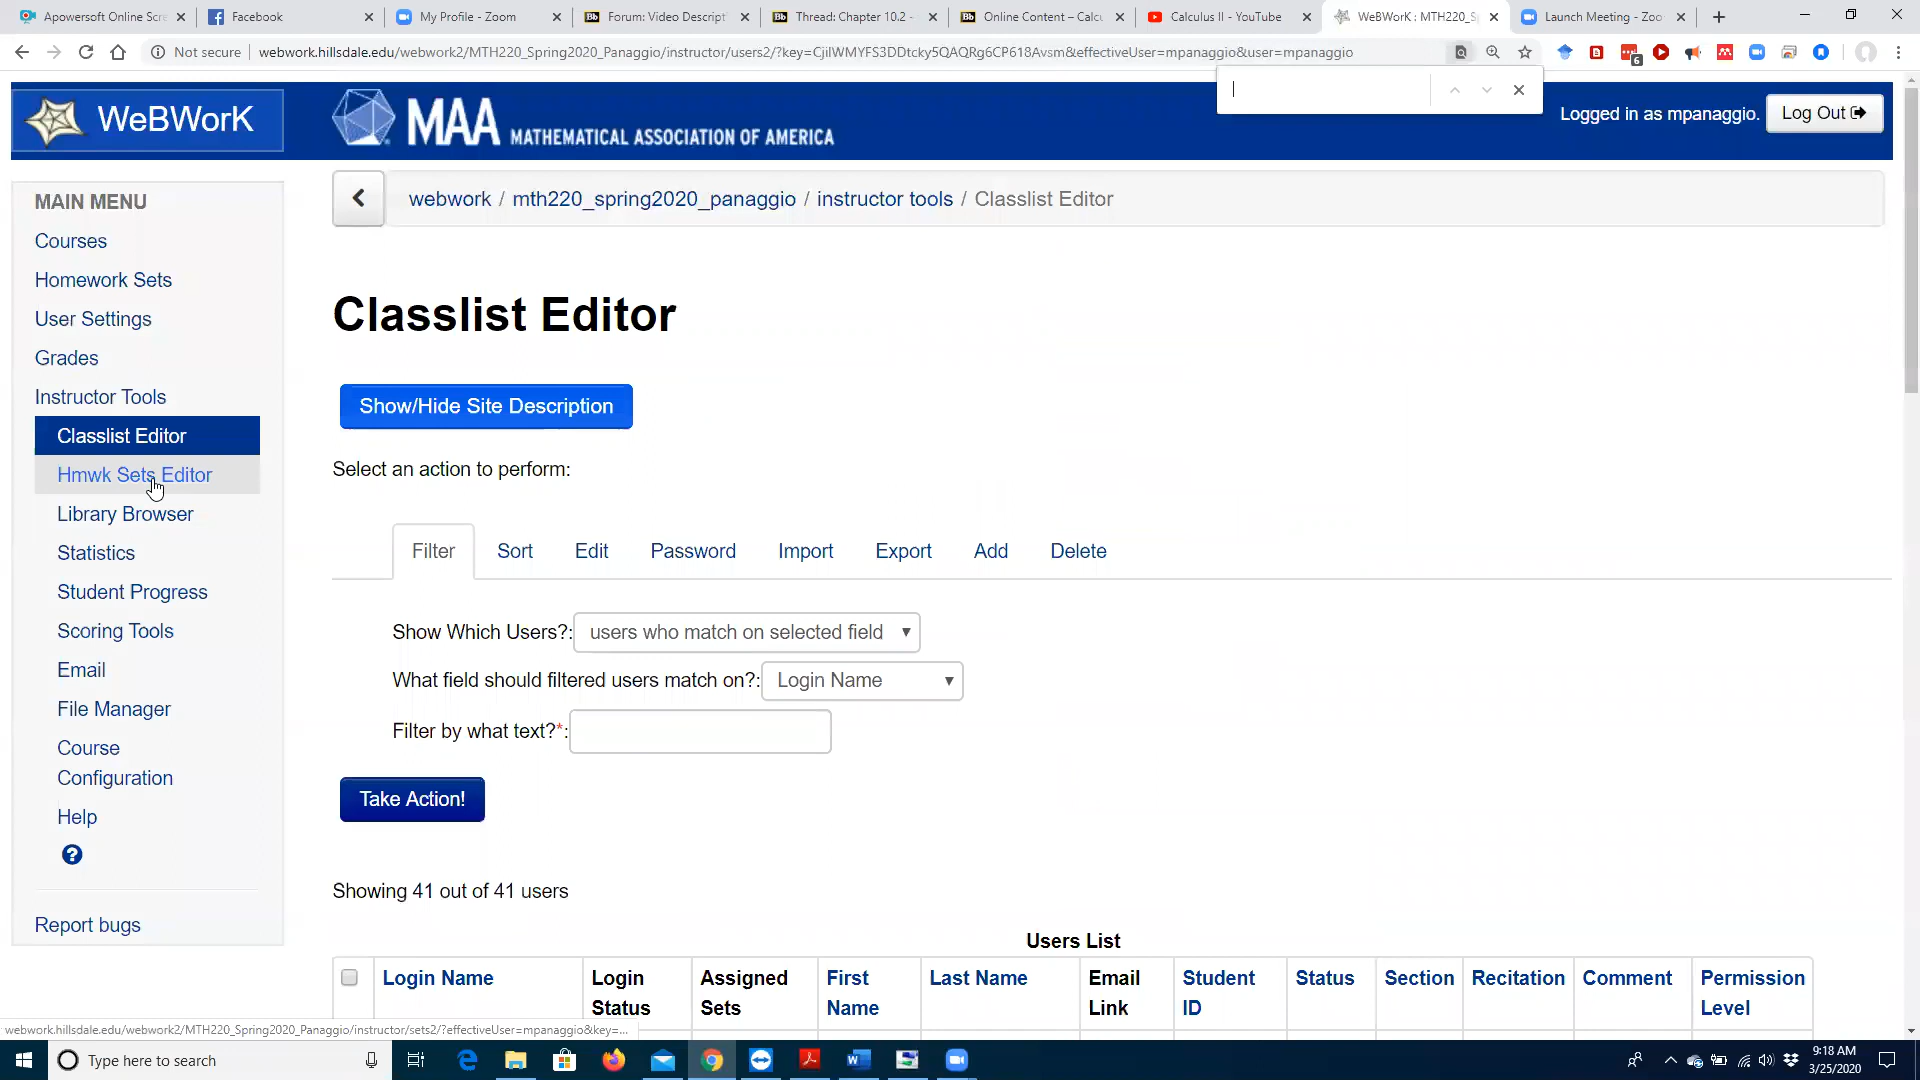 Apowersoft Online Scre
Facebook
My Profile - Zoom
Forum: Video Descript
Thread: Chapter 10.2 -
Online Content – Calcu
Calculus II - YouTube
WeBWorK : MTH220_S
Launch Meeting - Zoo
Not secure
webwork.hillsdale.edu/webwork2/MTH220_Spring2020_Panaggio/instructor/users2/?key=CjilWMYFS3DDtcky5QAQRg6CP618Avsm&effectiveUser=mpanaggio&user=mpanaggio
6
WeBWorK
MAA MATHEMATICAL ASSOCIATION OF AMERICA
Logged in as mpanaggio.
Log Out
MAIN MENU
Courses
Homework Sets
User Settings
Grades
Instructor Tools
Classlist Editor
Hmwk Sets Editor
Library Browser
Statistics
Student Progress
Scoring Tools
Email
File Manager
Course
Configuration
Help
?
Report bugs
webwork / mth220_spring2020_panaggio / instructor tools / Classlist Editor
Classlist Editor
Show/Hide Site Description
Select an action to perform:
Filter Sort Edit Password Import Export Add Delete
Show Which Users?: users who match on selected field
What field should filtered users match on?: Login Name
Filter by what text?*:
Take Action!
Showing 41 out of 41 users
Users List
Login Name
Login Status
Assigned Sets
First Name
Last Name
Email Link
Student ID
Status
Section
Recitation
Comment
Permission Level
webwork.hillsdale.edu/webwork2/MTH220_Spring2020_Panaggio/instructor/sets2/?effectiveUser=mpanaggio&key=...
Type here to search
9:18 AM
3/25/2020